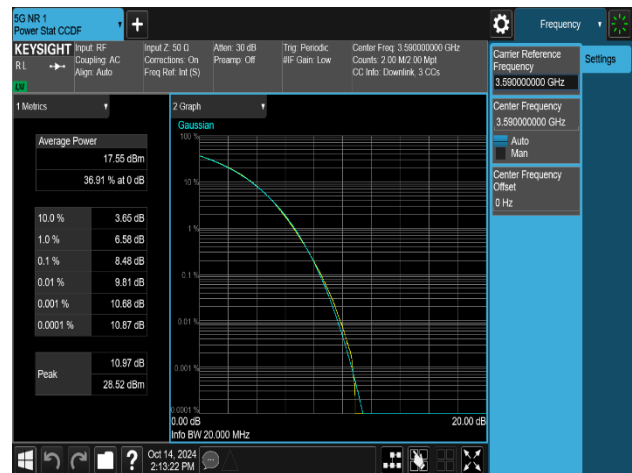 5G NR 1
Power Stat CCDF
Frequency
KEYSIGHT
RL
LW
Input: RF
Coupling: AC
Align: Auto
Input Z: 50 Ω
Corrections: On
Freq Ref: Int (S)
Atten: 30 dB
Preamp: Off
Trig: Periodic
#IF Gain: Low
Center Freq: 3.590000000 GHz
Counts: 2.00 M/2.00 Mpt
CC Info: Downlink, 3 CCs
Carrier Reference
Frequency
3.590000000 GHz
Settings
Center Frequency
3.590000000 GHz
Auto
Man
Center Frequency
Offset
0 Hz
1 Metrics
Average Power
17.55 dBm
36.91 % at 0 dB
10.0 % 3.65 dB
1.0 % 6.58 dB
0.1 % 8.48 dB
0.01 % 9.81 dB
0.001 % 10.68 dB
0.0001 % 10.87 dB
Peak
10.97 dB
28.52 dBm
2 Graph
Gaussian
100 %
10 %
1 %
0.1 %
0.01 %
0.001 %
0.0001 %
0.00 dB 20.00 dB
Info BW 20.000 MHz
?
Oct 14, 2024
2:13:22 PM